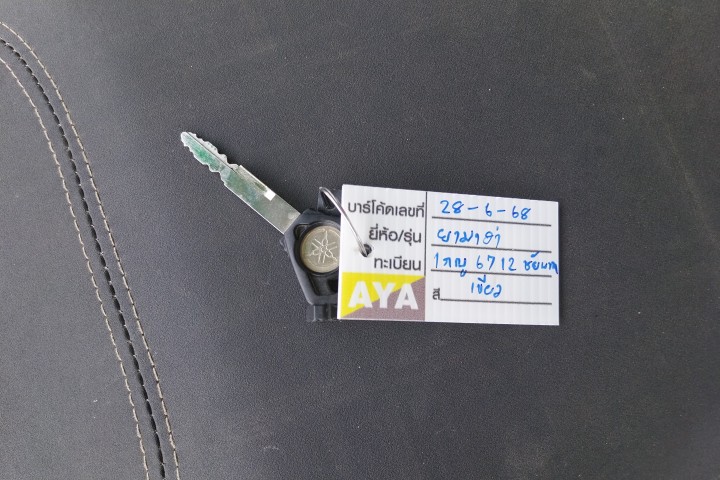 บาร์โค้ดเลขที่ 28-6-68
ยี่ห้อ/รุ่น ยามาฮ่า
ทะเบียน 1กญ 6712 ชัยนาท
AYA สี เขียว